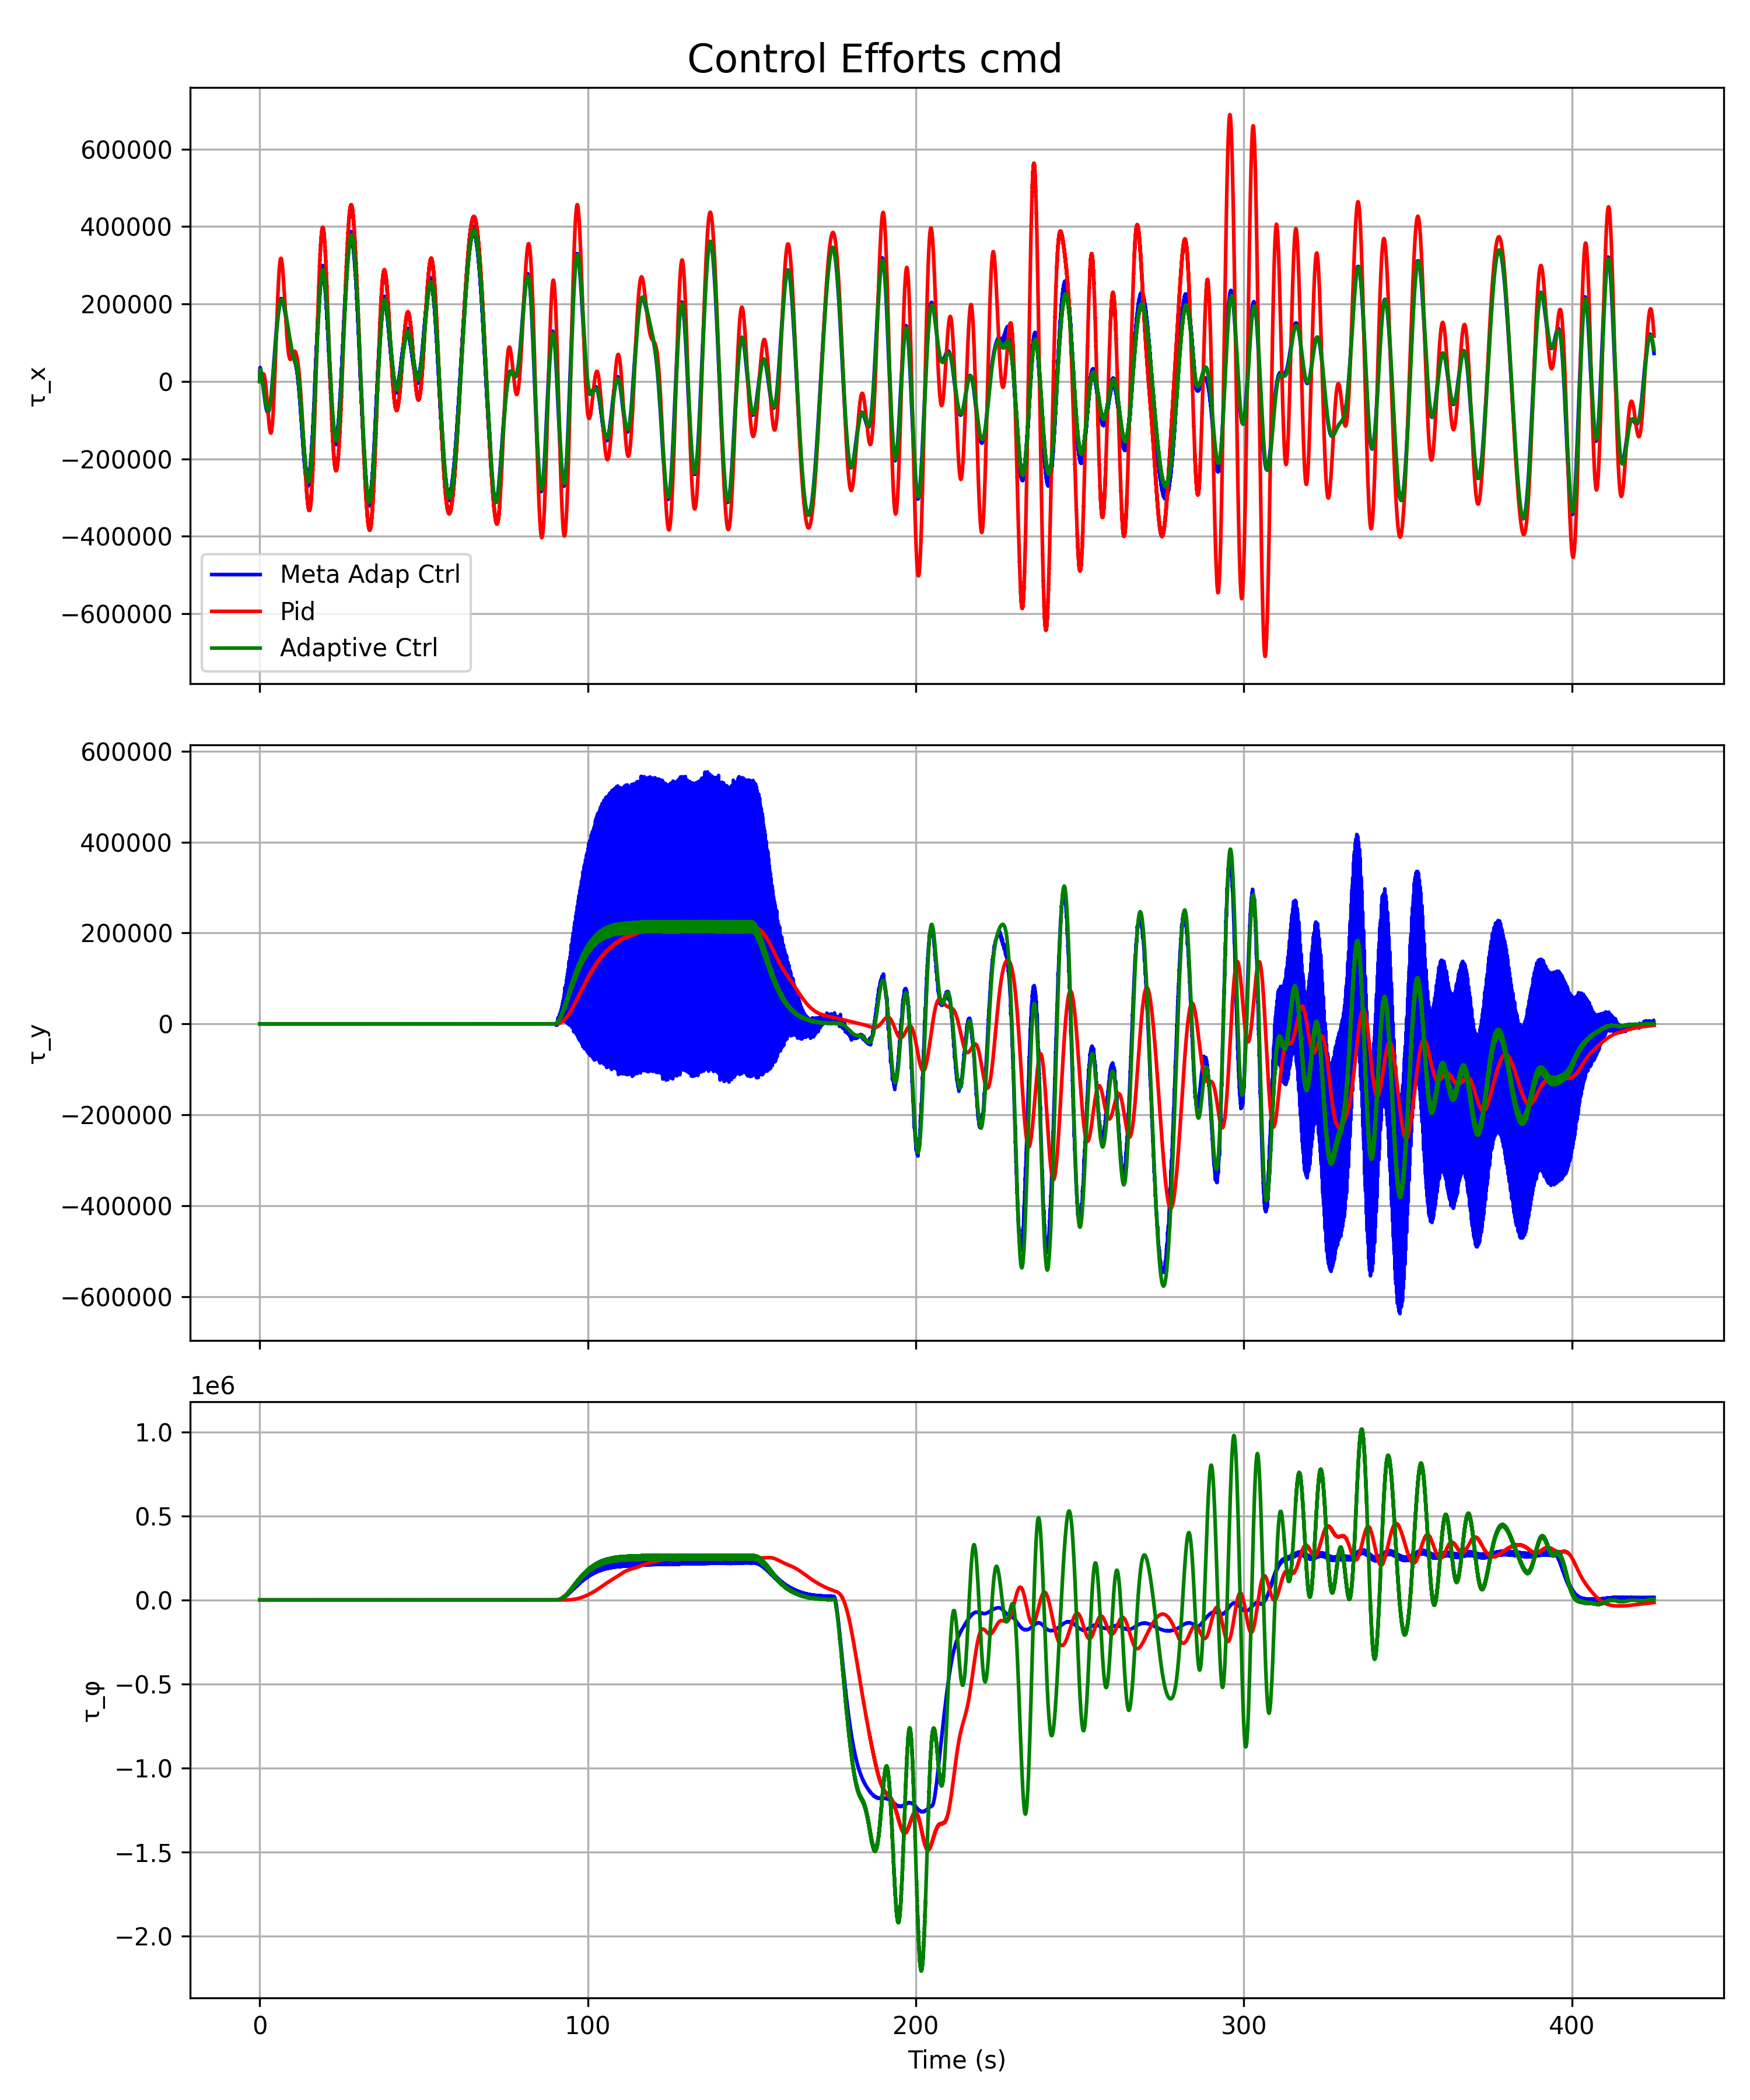 Control Efforts cmd
600000
400000
200000
0
−200000
−400000
−600000
τ_x
Meta Adap Ctrl
Pid
Adaptive Ctrl
600000
400000
200000
0
−200000
−400000
−600000
τ_y
1e6
1.0
0.5
0.0
−0.5
−1.0
−1.5
−2.0
τ_φ
0 100 200 300 400
Time (s)